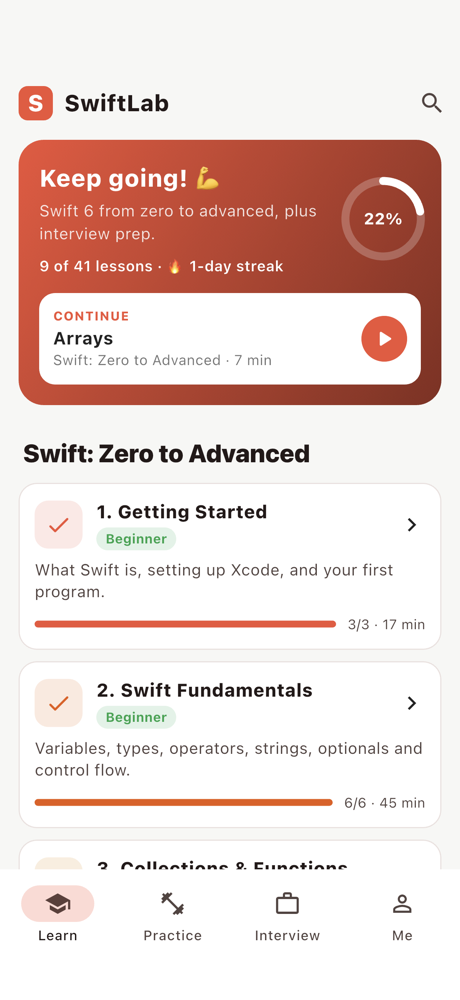 S SwiftLab
Keep going! 💪
Swift 6 from zero to advanced, plus
interview prep.
9 of 41 lessons · 🔥 1-day streak
22%
CONTINUE
Arrays
Swift: Zero to Advanced · 7 min
Swift: Zero to Advanced
1. Getting Started
Beginner
What Swift is, setting up Xcode, and your first
program.
3/3 · 17 min
2. Swift Fundamentals
Beginner
Variables, types, operators, strings, optionals and
control flow.
6/6 · 45 min
3. Collections & Functions
Learn
Practice
Interview
Me